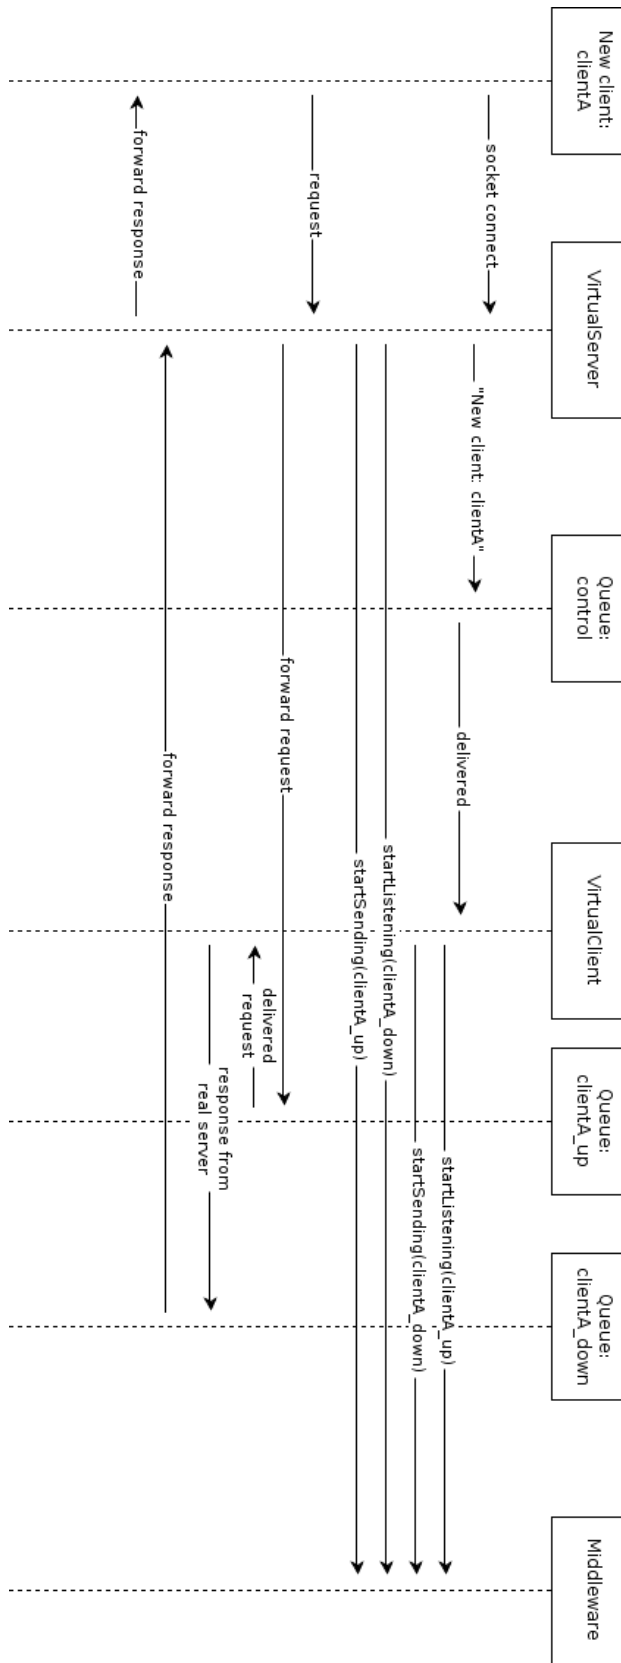 New client:
clientA
VirtualServer
Queue:
control
VirtualClient
Queue:
clientA_up
Queue:
clientA_down
Middleware
socket connect
"New client: clientA"
delivered
startListening(clientA_up)
startSending(clientA_down)
startListening(clientA_down)
startSending(clientA_up)
request
forward request
delivered
request
response from
real server
forward response
forward response